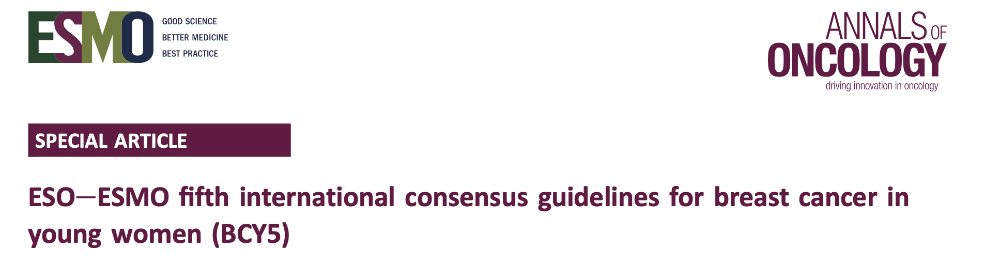 ESMO
GOOD SCIENCE
BETTER MEDICINE
BEST PRACTICE
ANNALS OF
ONCOLOGY
driving innovation in oncology
SPECIAL ARTICLE
ESO—ESMO fifth international consensus guidelines for breast cancer in
young women (BCY5)